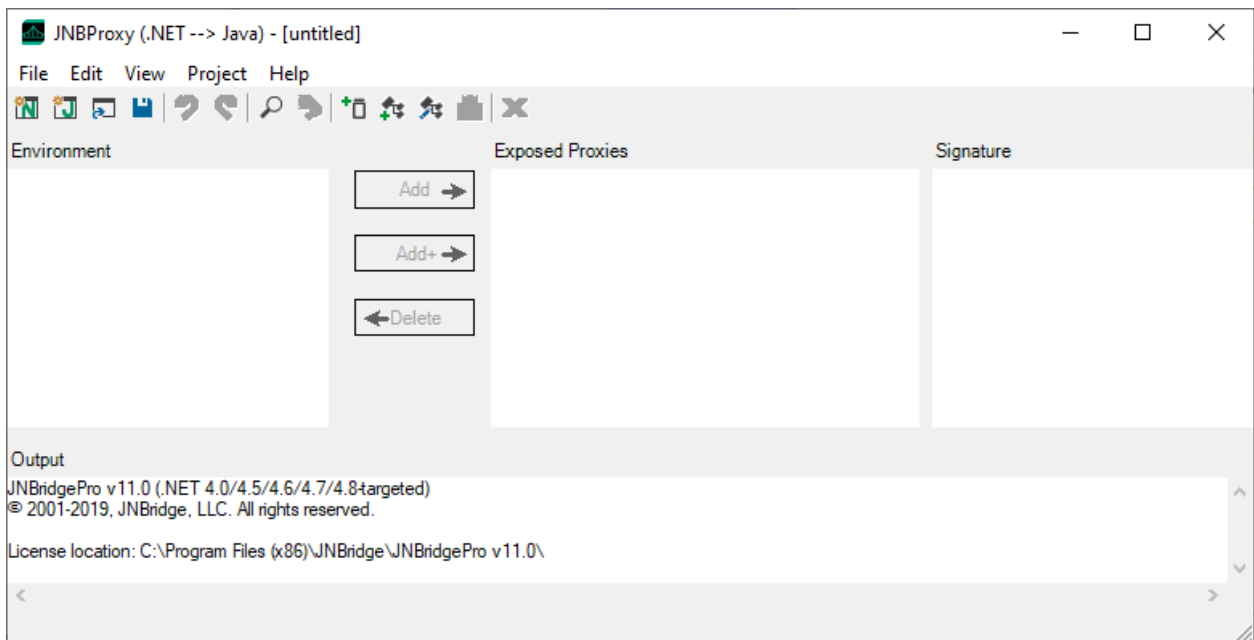 JNBProxy (.NET --> Java) - [untitled]
File Edit View Project Help
Environment
Exposed Proxies
Signature
Add
Add+
Delete
Output
JNBridgePro v11.0 (.NET 4.0/4.5/4.6/4.7/4.8-targeted)
© 2001-2019, JNBridge, LLC. All rights reserved.
License location: C:\Program Files (x86)\JNBridge\JNBridgePro v11.0\